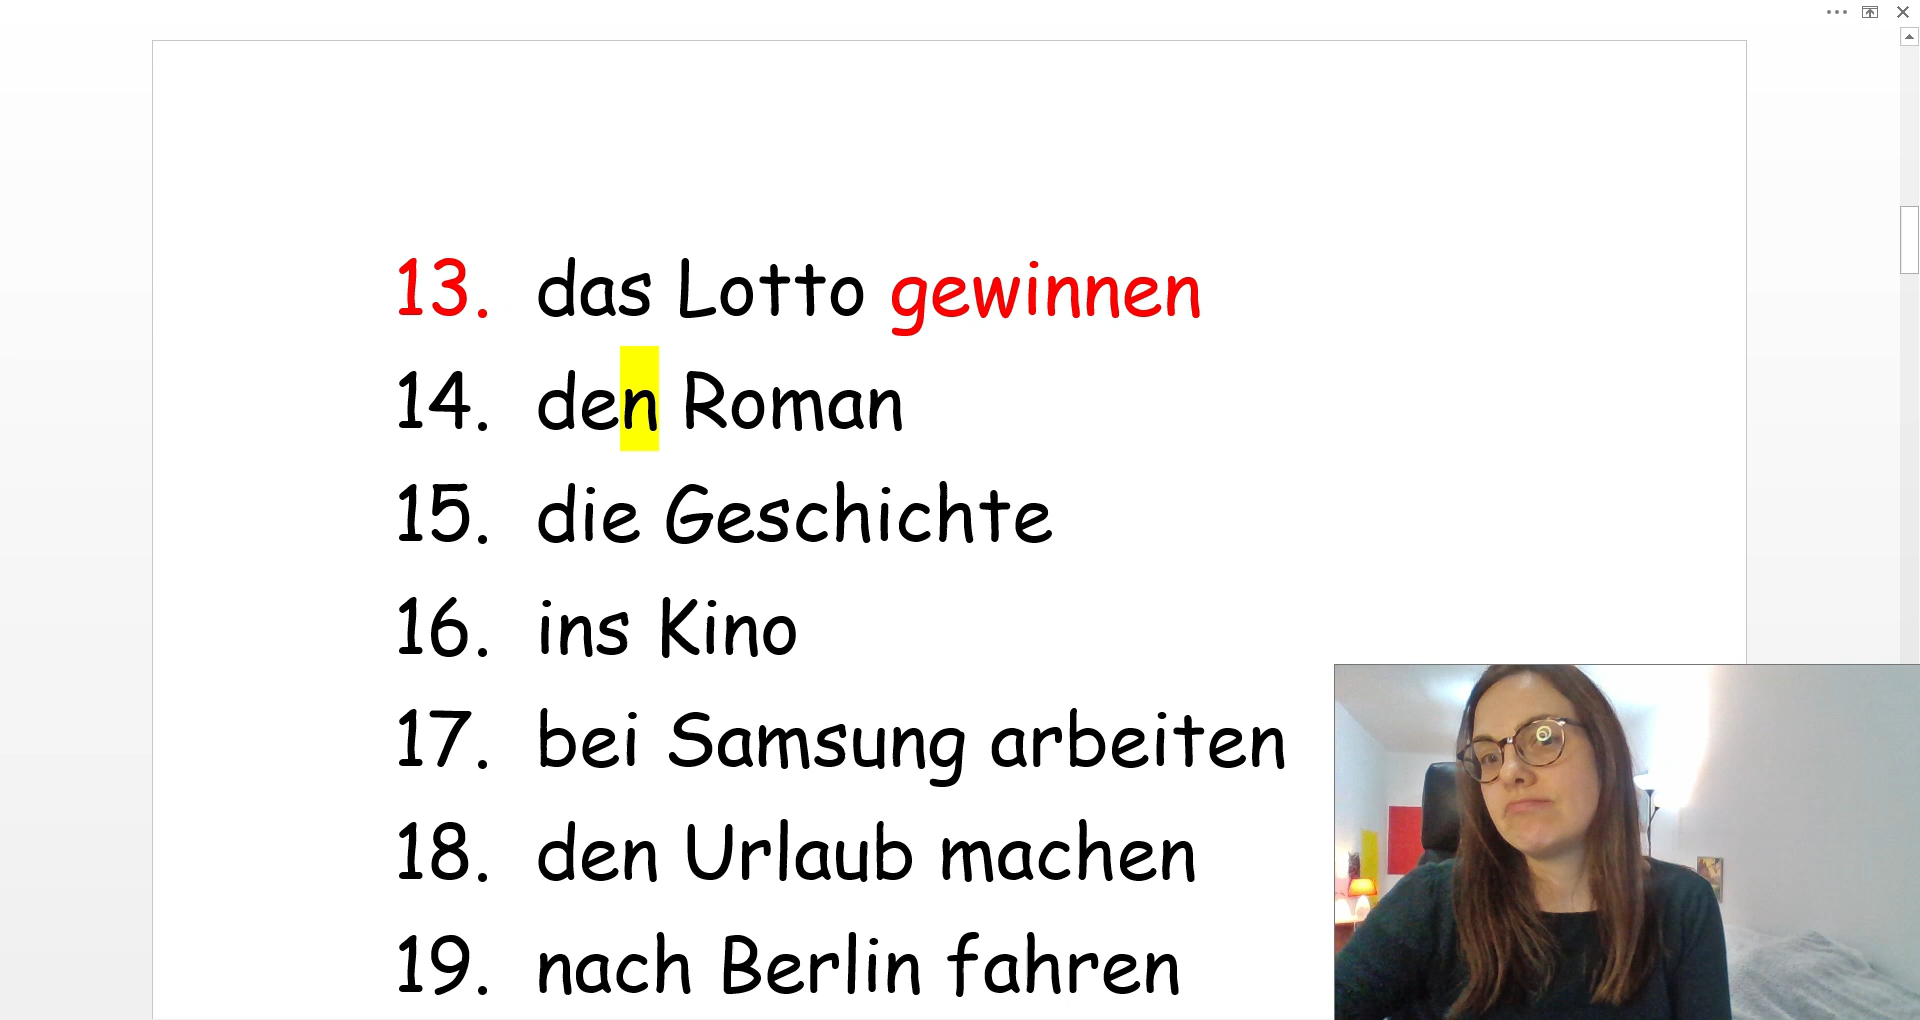 13. das Lotto gewinnen
14. den Roman
15. die Geschichte
16. ins Kino
17. bei Samsung arbeiten
18. den Urlaub machen
19. nach Berlin fahren